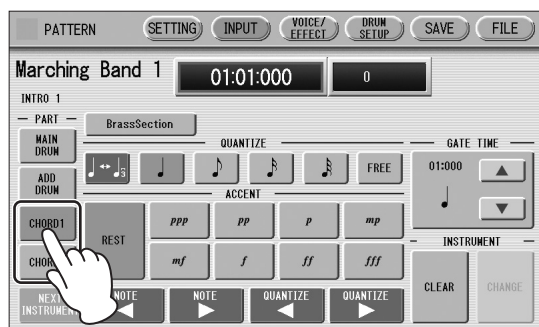 PATTERN SETTING INPUT VOICE/ EFFECT DRUM SETUP SAVE FILE
Marching Band 1 01:01:000 0
INTRO 1
PART
BrassSection
MAIN DRUM
ADD DRUM
CHORD1
QUANTIZE
3 FREE
ACCENT
REST
ppp pp p mp
mf f ff fff
GATE TIME
01:000
INSTRUMENT
CLEAR CHANGE
NEXT INSTRUMENT NOTE NOTE QUANTIZE QUANTIZE